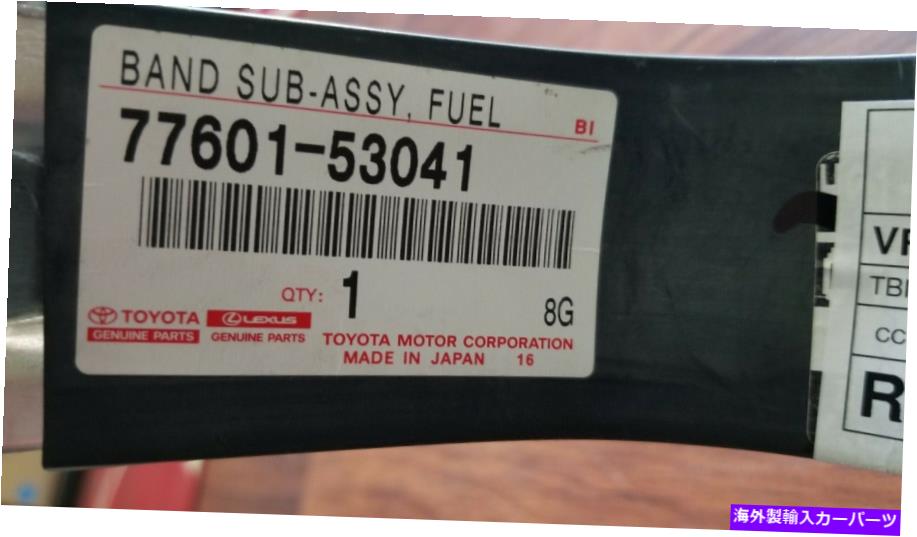 BAND SUB-ASSY, FUEL
BI
77601-53041
QTY: 1
8G
TOYOTA
GENUINE PARTS
LEXUS
GENUINE PARTS
TOYOTA MOTOR CORPORATION
MADE IN JAPAN 16
CC
R
海外製輸入カーパーツ